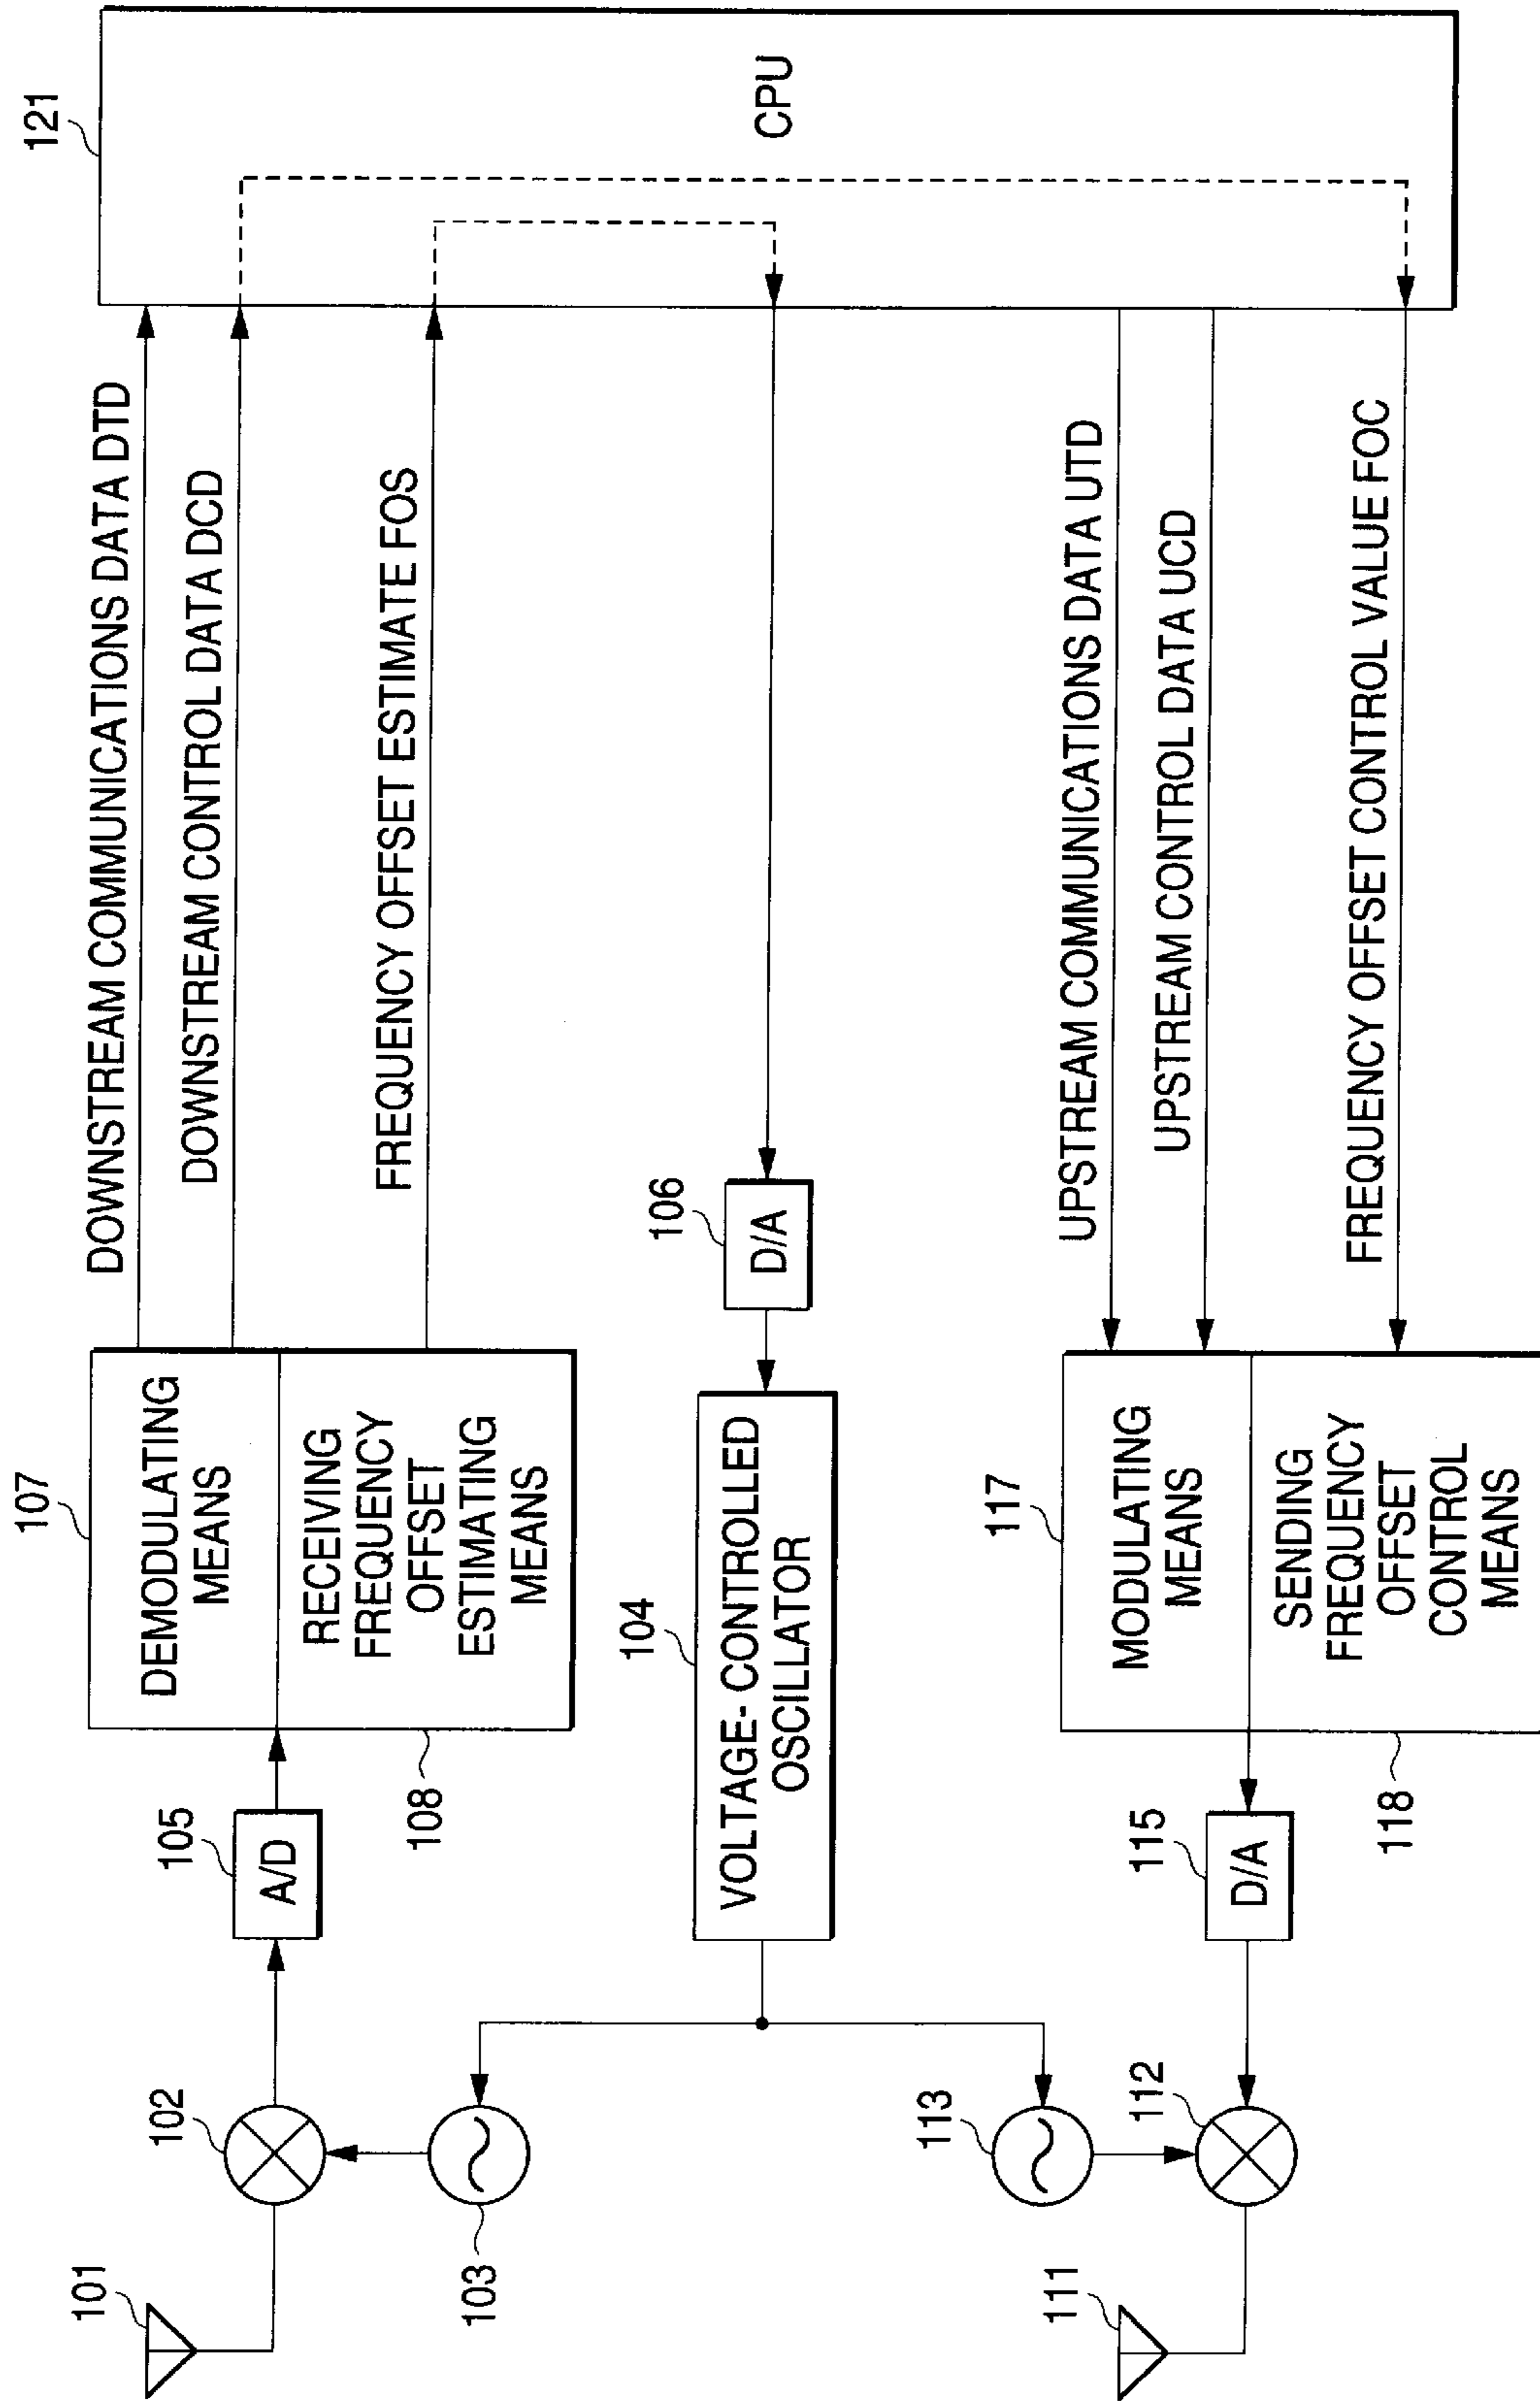 121
CPU
DOWNSTREAM COMMUNICATIONS DATA DTD
DOWNSTREAM CONTROL DATA DCD
FREQUENCY OFFSET ESTIMATE FOS
UPSTREAM COMMUNICATIONS DATA UTD
UPSTREAM CONTROL DATA UCD
FREQUENCY OFFSET CONTROL VALUE FOC
107
DEMODULATING
MEANS
RECEIVING
FREQUENCY
OFFSET
ESTIMATING
MEANS
108
106
D/A
104
VOLTAGE- CONTROLLED
OSCILLATOR
117
MODULATING
MEANS
SENDING
FREQUENCY
OFFSET
CONTROL
MEANS
118
105
A/D
115
D/A
102
103
113
112
101
111